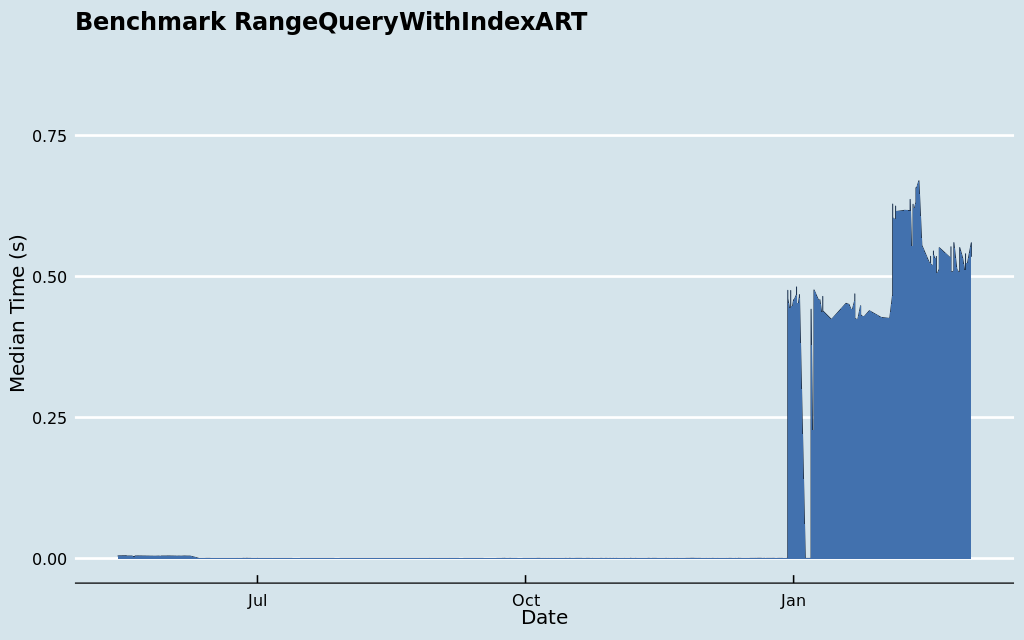 Benchmark RangeQueryWithIndexART
Median Time (s)
0.75
0.50
0.25
0.00
Jul
Oct
Jan
Date